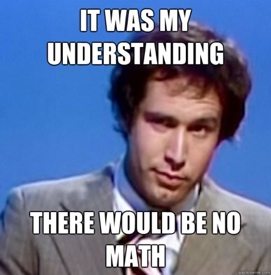 IT WAS MY
UNDERSTANDING
THERE WOULD BE NO
MATH